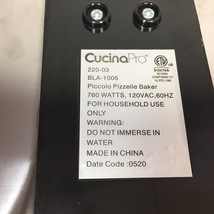 CucinaPro
220-03
BLA-1005
Piccolo Pizzelle Baker
760 WATTS, 120VAC,60HZ
FOR HOUSEHOLD USE
ONLY
WARNING:
DO NOT IMMERSE IN
WATER
MADE IN CHINA
Date Code :0520